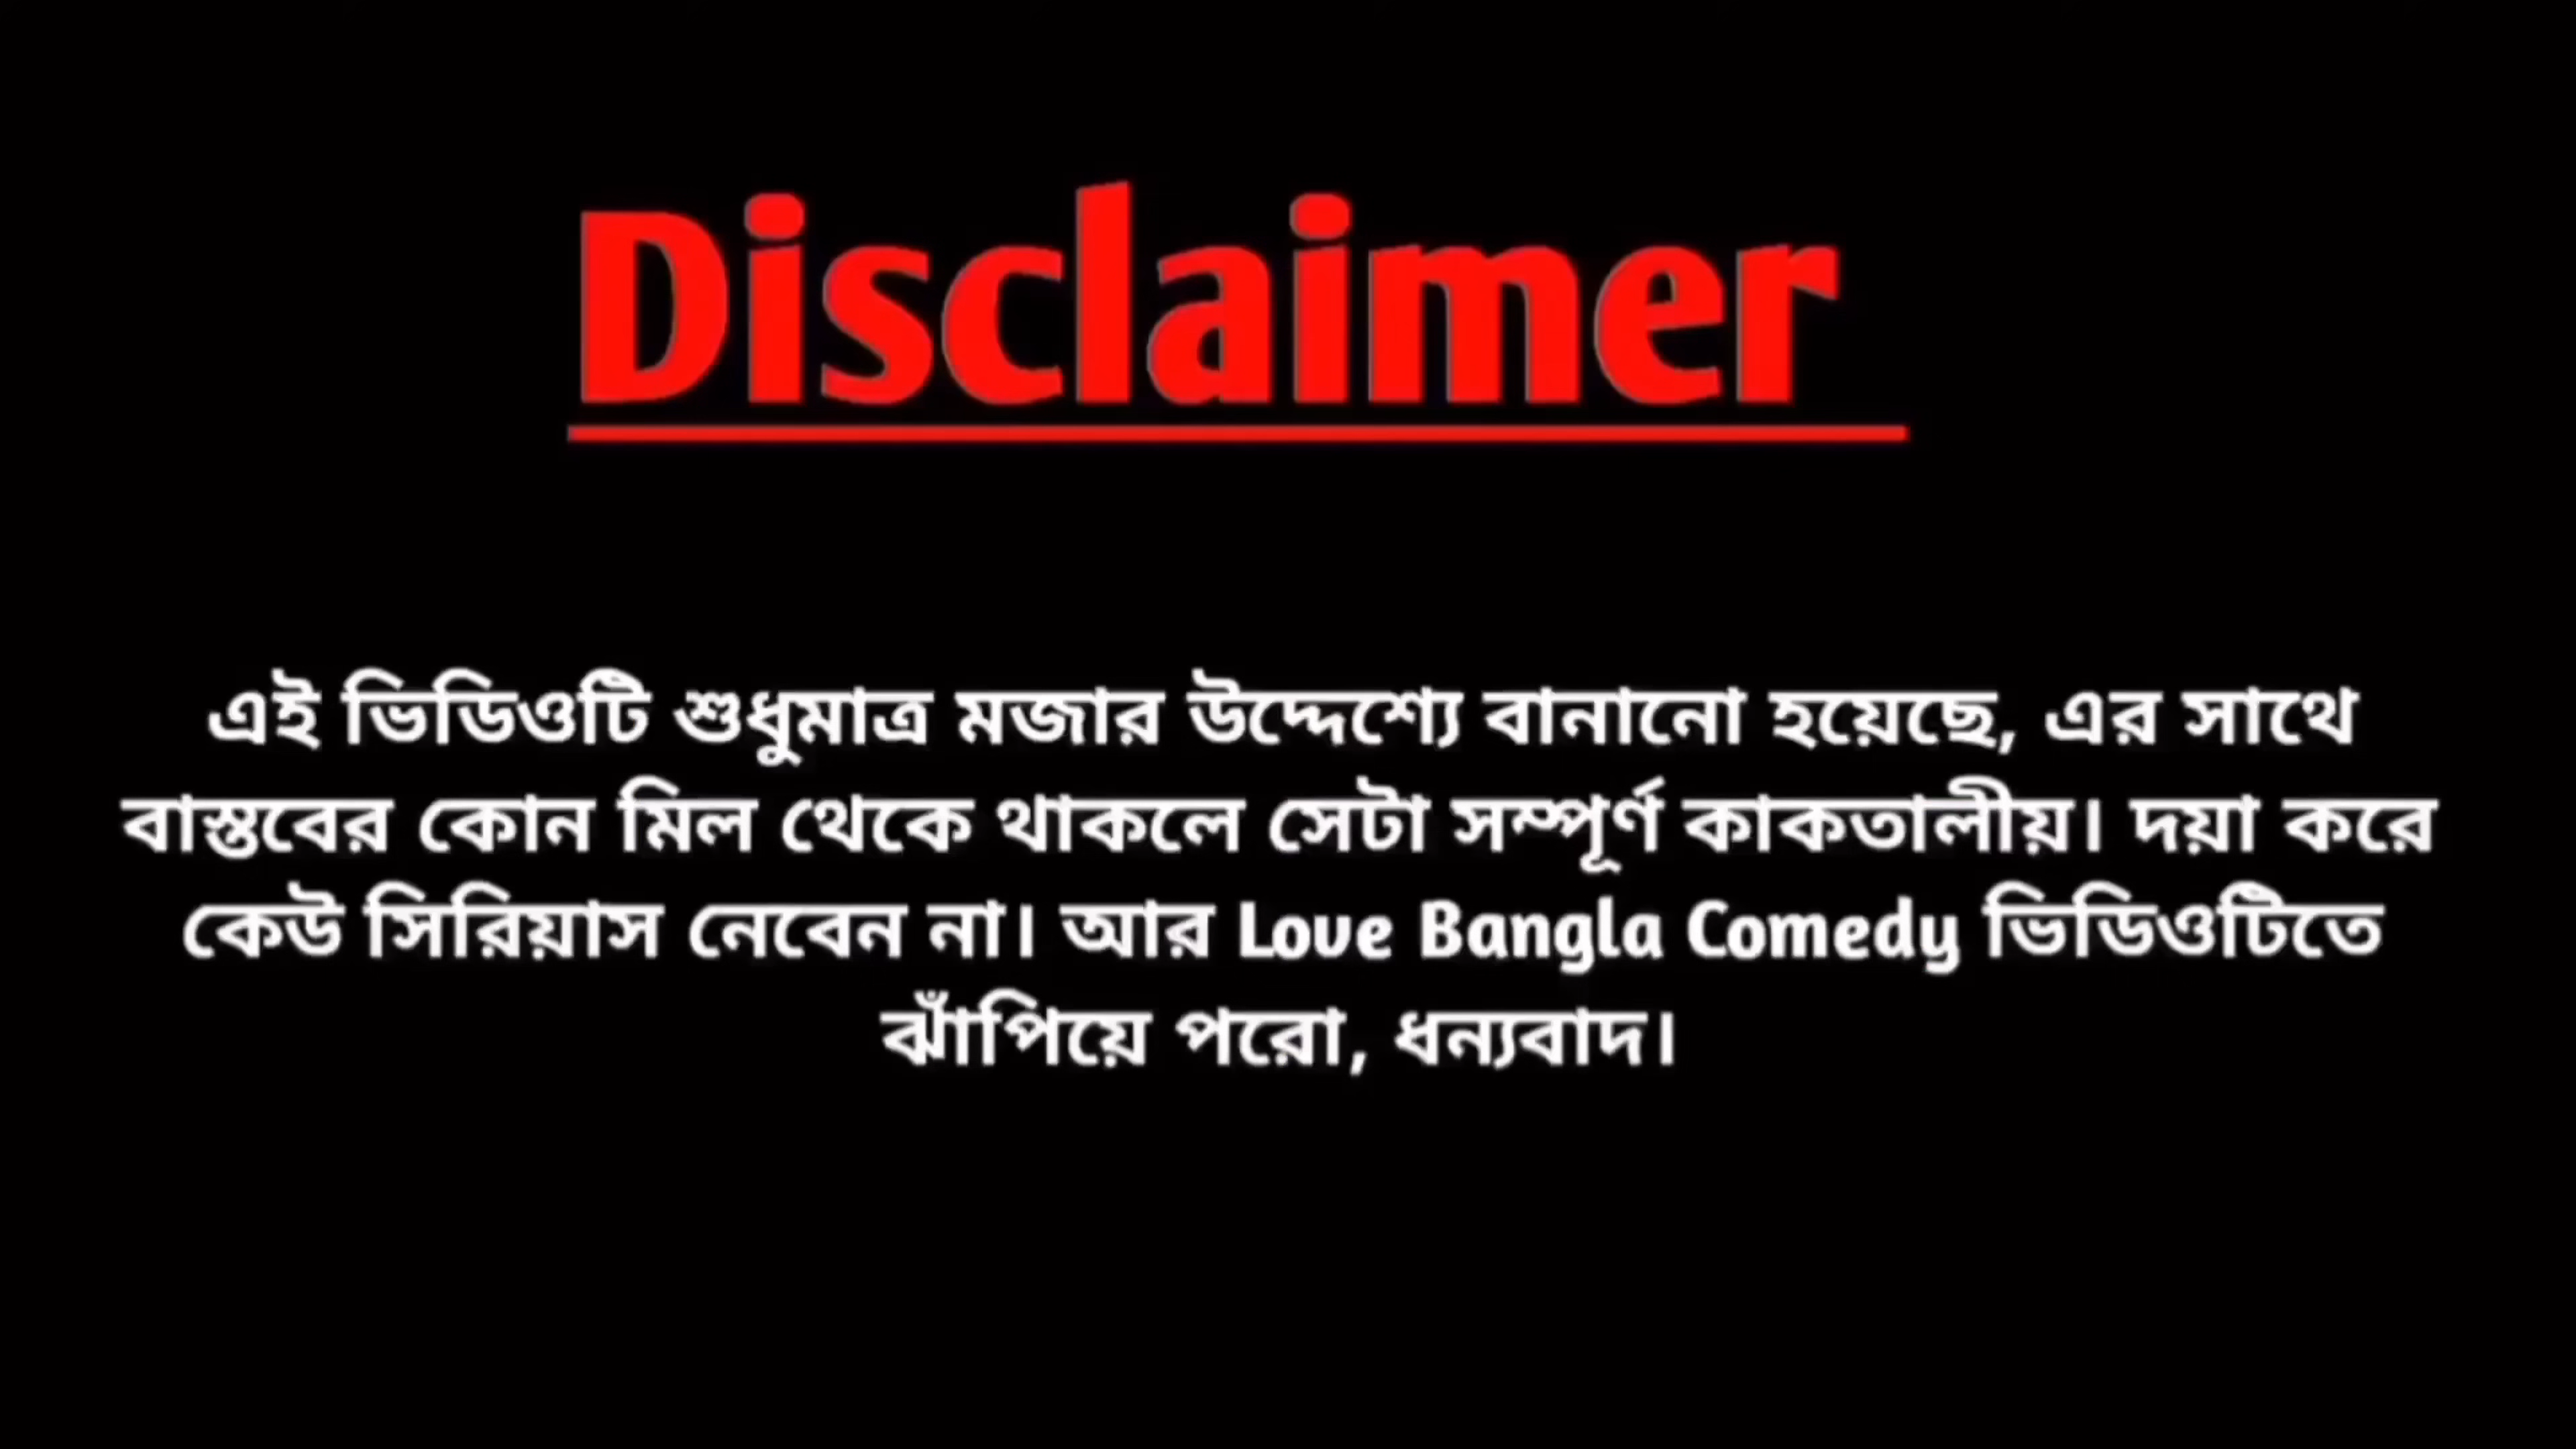 Disclaimer
এই ভিডিওটি শুধুমাত্র মজার উদ্দেশ্যে বানানো হয়েছে, এর সাথে
বাস্তবের কোন মিল থেকে থাকলে সেটা সম্পূর্ণ কাকতালীয়। দয়া করে
কেউ সিরিয়াস নেবেন না। আর Love Bangla Comedy ভিডিওটিতে
ঝাঁপিয়ে পরো, ধন্যবাদ।